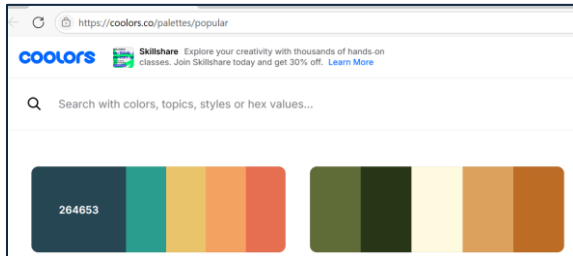 https://coolors.co/palettes/popular
coolors
Skillshare Explore your creativity with thousands of hands-on
classes. Join Skillshare today and get 30% off. Learn More
Search with colors, topics, styles or hex values...
264653